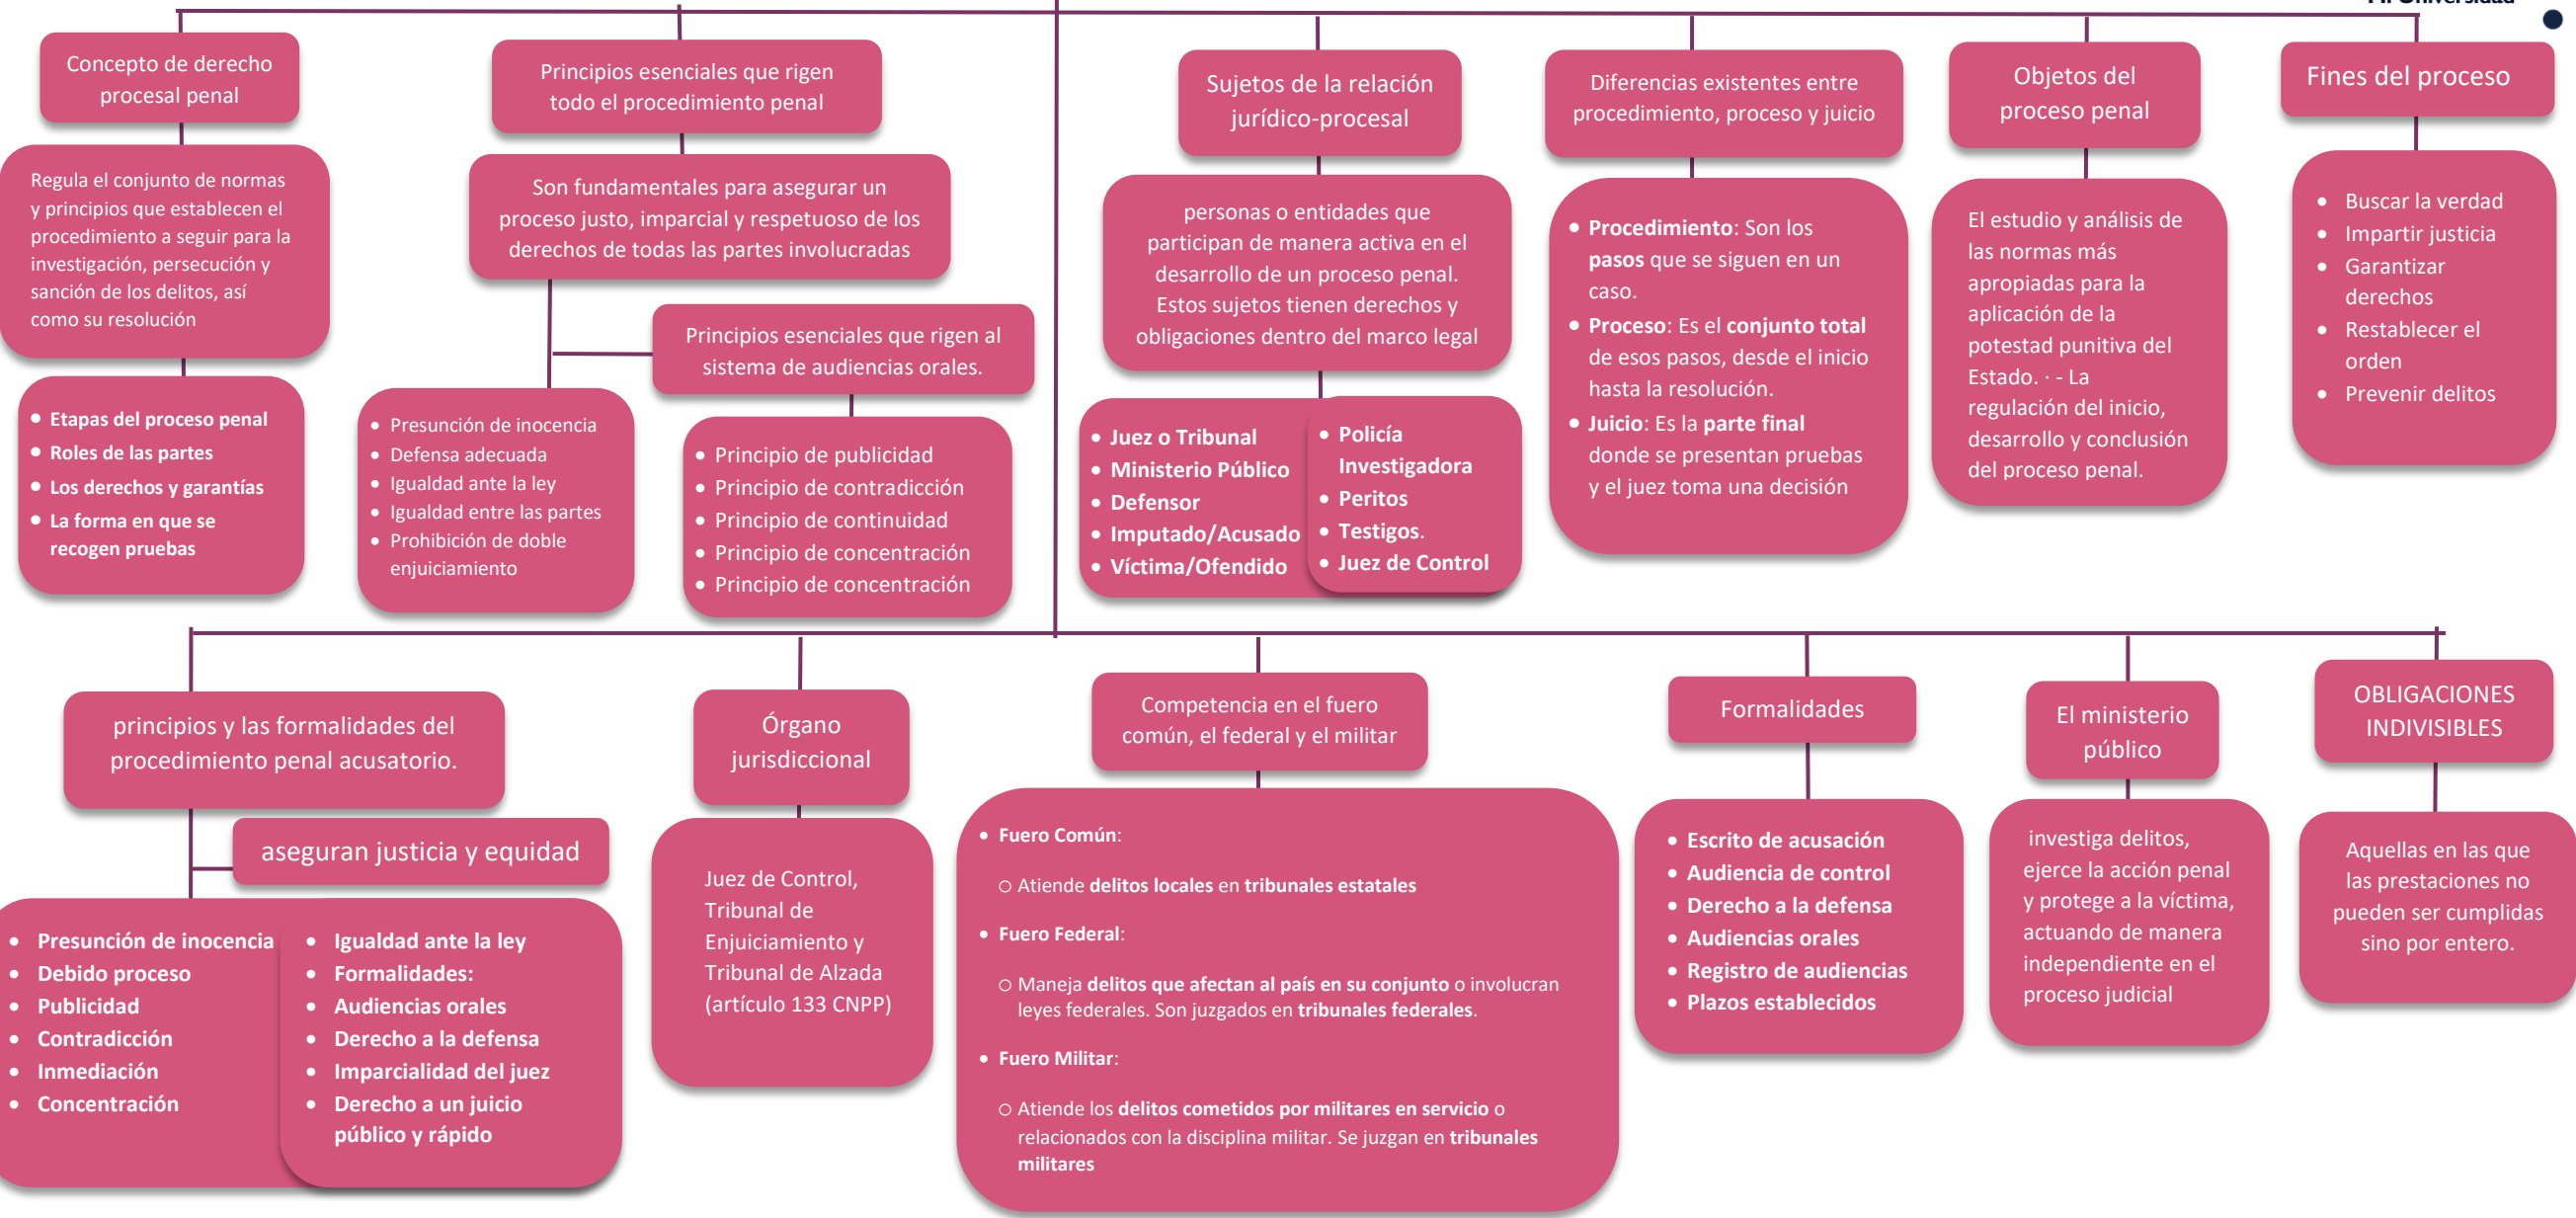 Mi Universidad
Concepto de derecho
procesal penal
Regula el conjunto de normas
y principios que establecen el
procedimiento a seguir para la
investigación, persecución y
sanción de los delitos, así
como su resolución
• Etapas del proceso penal
• Roles de las partes
• Los derechos y garantías
• La forma en que se
recogen pruebas
Principios esenciales que rigen
todo el procedimiento penal
Son fundamentales para asegurar un
proceso justo, imparcial y respetuoso de los
derechos de todas las partes involucradas
Principios esenciales que rigen al
sistema de audiencias orales.
• Presunción de inocencia
• Defensa adecuada
• Igualdad ante la ley
• Igualdad entre las partes
• Prohibición de doble
enjuiciamiento
• Principio de publicidad
• Principio de contradicción
• Principio de continuidad
• Principio de concentración
• Principio de concentración
Sujetos de la relación
jurídico-procesal
personas o entidades que
participan de manera activa en el
desarrollo de un proceso penal.
Estos sujetos tienen derechos y
obligaciones dentro del marco legal
• Juez o Tribunal
• Ministerio Público
• Defensor
• Imputado/Acusado
• Víctima/Ofendido
• Policía
Investigadora
• Peritos
• Testigos.
• Juez de Control
Diferencias existentes entre
procedimiento, proceso y juicio
• Procedimiento: Son los
pasos que se siguen en un
caso.
• Proceso: Es el conjunto total
de esos pasos, desde el inicio
hasta la resolución.
• Juicio: Es la parte final
donde se presentan pruebas
y el juez toma una decisión
Objetos del
proceso penal
El estudio y análisis de
las normas más
apropiadas para la
aplicación de la
potestad punitiva del
Estado. · - La
regulación del inicio,
desarrollo y conclusión
del proceso penal.
Fines del proceso
• Buscar la verdad
• Impartir justicia
• Garantizar
derechos
• Restablecer el
orden
• Prevenir delitos
principios y las formalidades del
procedimiento penal acusatorio.
aseguran justicia y equidad
• Presunción de inocencia
• Debido proceso
• Publicidad
• Contradicción
• Inmediación
• Concentración
• Igualdad ante la ley
• Formalidades:
• Audiencias orales
• Derecho a la defensa
• Imparcialidad del juez
• Derecho a un juicio
público y rápido
Órgano
jurisdiccional
Juez de Control,
Tribunal de
Enjuiciamiento y
Tribunal de Alzada
(artículo 133 CNPP)
Competencia en el fuero
común, el federal y el militar
• Fuero Común:
○ Atiende delitos locales en tribunales estatales
• Fuero Federal:
○ Maneja delitos que afectan al país en su conjunto o involucran
leyes federales. Son juzgados en tribunales federales.
• Fuero Militar:
○ Atiende los delitos cometidos por militares en servicio o
relacionados con la disciplina militar. Se juzgan en tribunales
militares
Formalidades
• Escrito de acusación
• Audiencia de control
• Derecho a la defensa
• Audiencias orales
• Registro de audiencias
• Plazos establecidos
El ministerio
público
investiga delitos,
ejerce la acción penal
y protege a la víctima,
actuando de manera
independiente en el
proceso judicial
OBLIGACIONES
INDIVISIBLES
Aquellas en las que
las prestaciones no
pueden ser cumplidas
sino por entero.